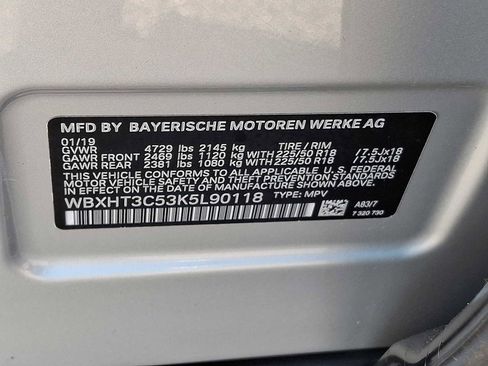 MFD BY BAYERISCHE MOTOREN WERKE AG
01/19
GVWR 4729 lbs 2145 kg TIRE / RIM
GAWR FRONT 2469 lbs 1120 kg WITH 225/50 R18 /7.5Jx18
GAWR REAR 2381 lbs 1080 kg WITH 225/50 R18 /7.5Jx18
THIS VEHICLE CONFORMS TO ALL APPLICABLE FEDERAL
MOTOR VEHICLE SAFETY AND THEFT PREVENTION STANDARDS
IN EFFECT ON THE DATE OF MANUFACTURE SHOWN ABOVE.
WBXHT3C53K5L90118 TYPE: MPV
A83/7
7 320 730